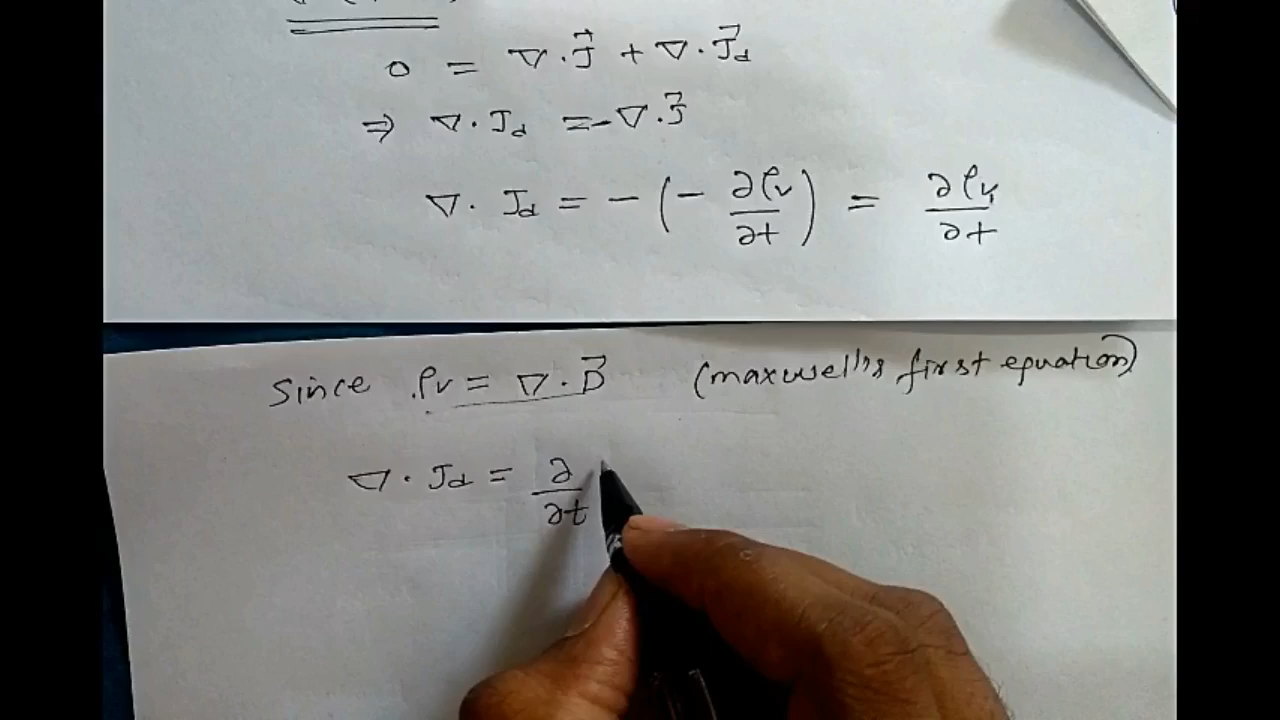 0 = ∇·J⃗ + ∇·J⃗d
⇒ ∇·Jd = -∇·J⃗
∇·Jd = -(-∂ρv/∂t) = ∂ρv/∂t
Since ρv = ∇·D⃗ (maxwell's first equation)
∇·Jd = ∂/∂t